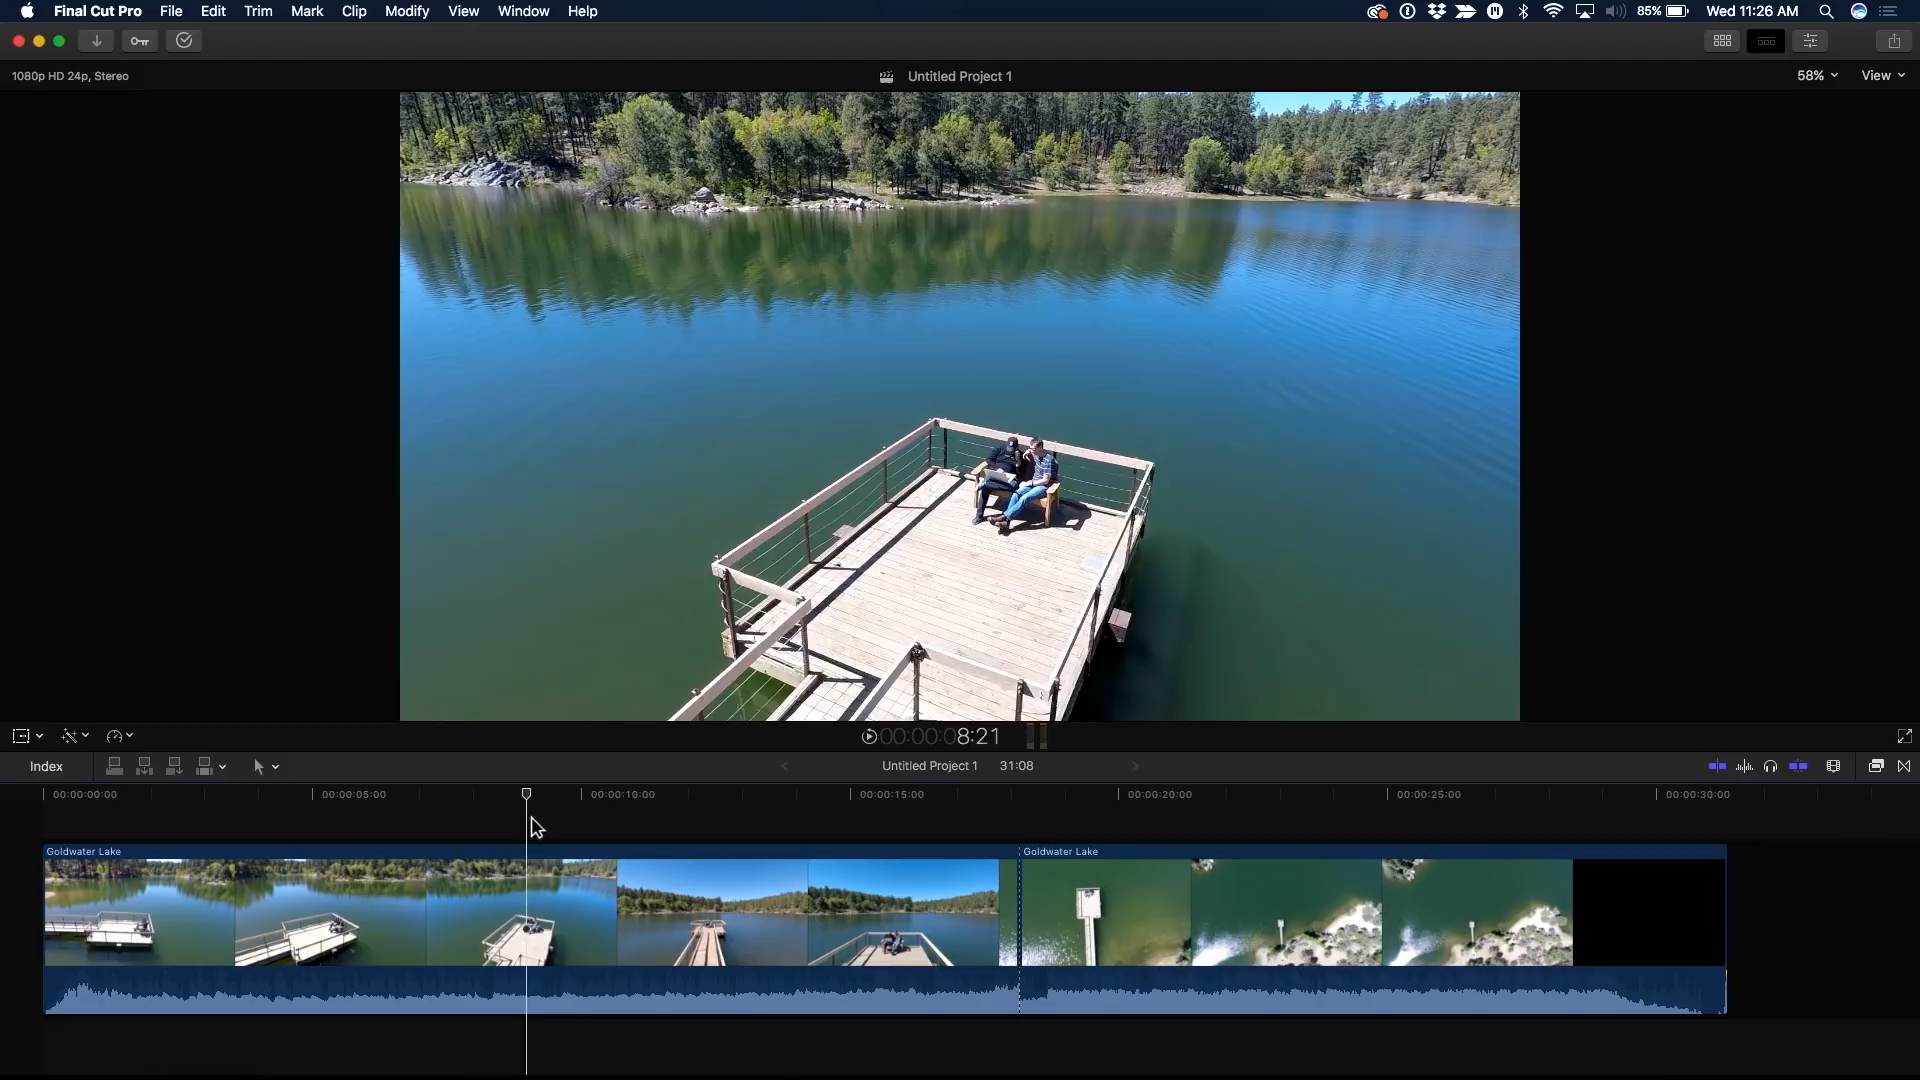 Final Cut Pro File Edit Trim Mark Clip Modify View Window Help 85% Wed 11:26 AM
1080p HD 24p, Stereo Untitled Project 1 58% View
00:00:08:21
Index Untitled Project 1 31:08
00:00:00:00 00:00:05:00 00:00:10:00 00:00:15:00 00:00:20:00 00:00:25:00 00:00:30:00
Goldwater Lake Goldwater Lake